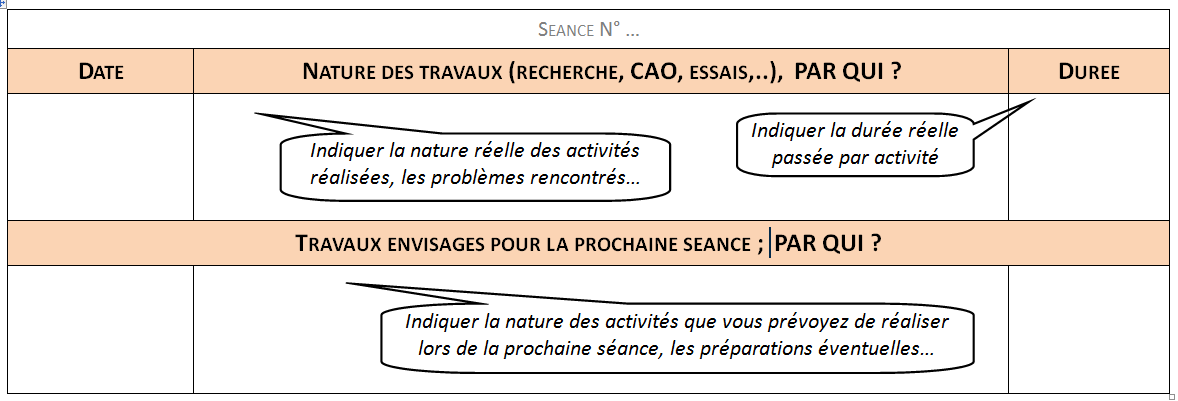 SEANCE N° ...
DATE
NATURE DES TRAVAUX (RECHERCHE, CAO, ESSAIS,..), PAR QUI ?
DUREE
Indiquer la nature réelle des activités
réalisées, les problèmes rencontrés...
Indiquer la durée réelle
passée par activité
TRAVAUX ENVISAGES POUR LA PROCHAINE SEANCE ; PAR QUI ?
Indiquer la nature des activités que vous prévoyez de réaliser
lors de la prochaine séance, les préparations éventuelles...